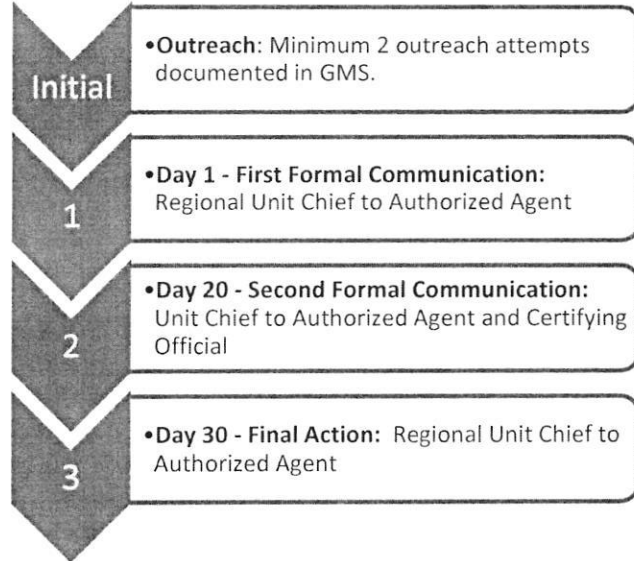 Initial
•Outreach: Minimum 2 outreach attempts
documented in GMS.
1
•Day 1 - First Formal Communication:
Regional Unit Chief to Authorized Agent
2
•Day 20 - Second Formal Communication:
Unit Chief to Authorized Agent and Certifying
Official
3
•Day 30 - Final Action: Regional Unit Chief to
Authorized Agent